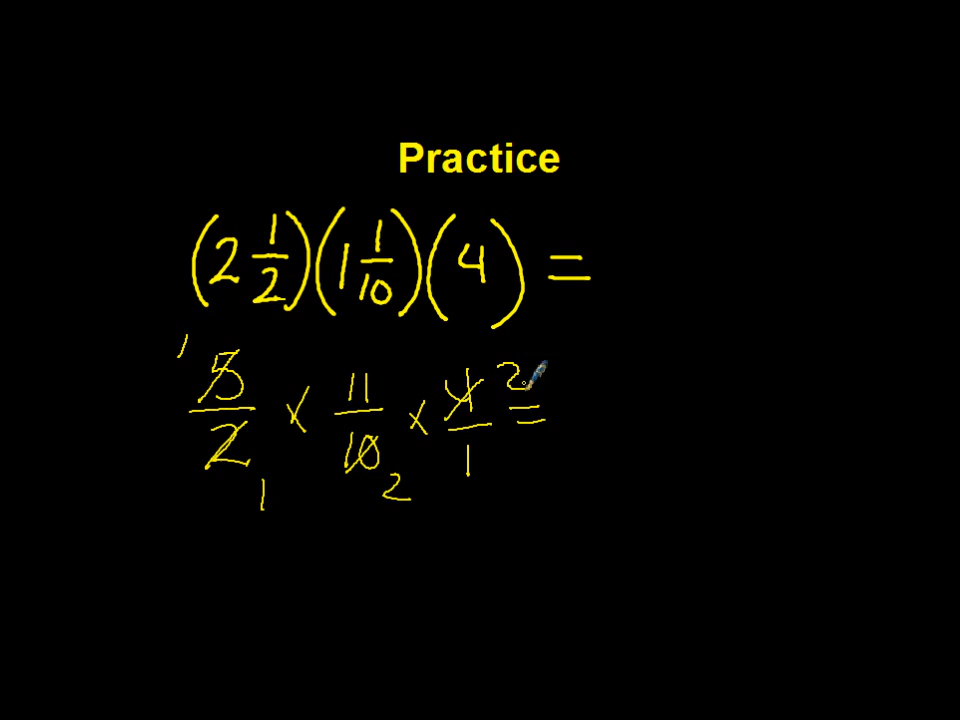 Practice
(2 1/2)(1 1/10)(4) =
1 5/2 1 × 11/10 2 × 4/1 2 =